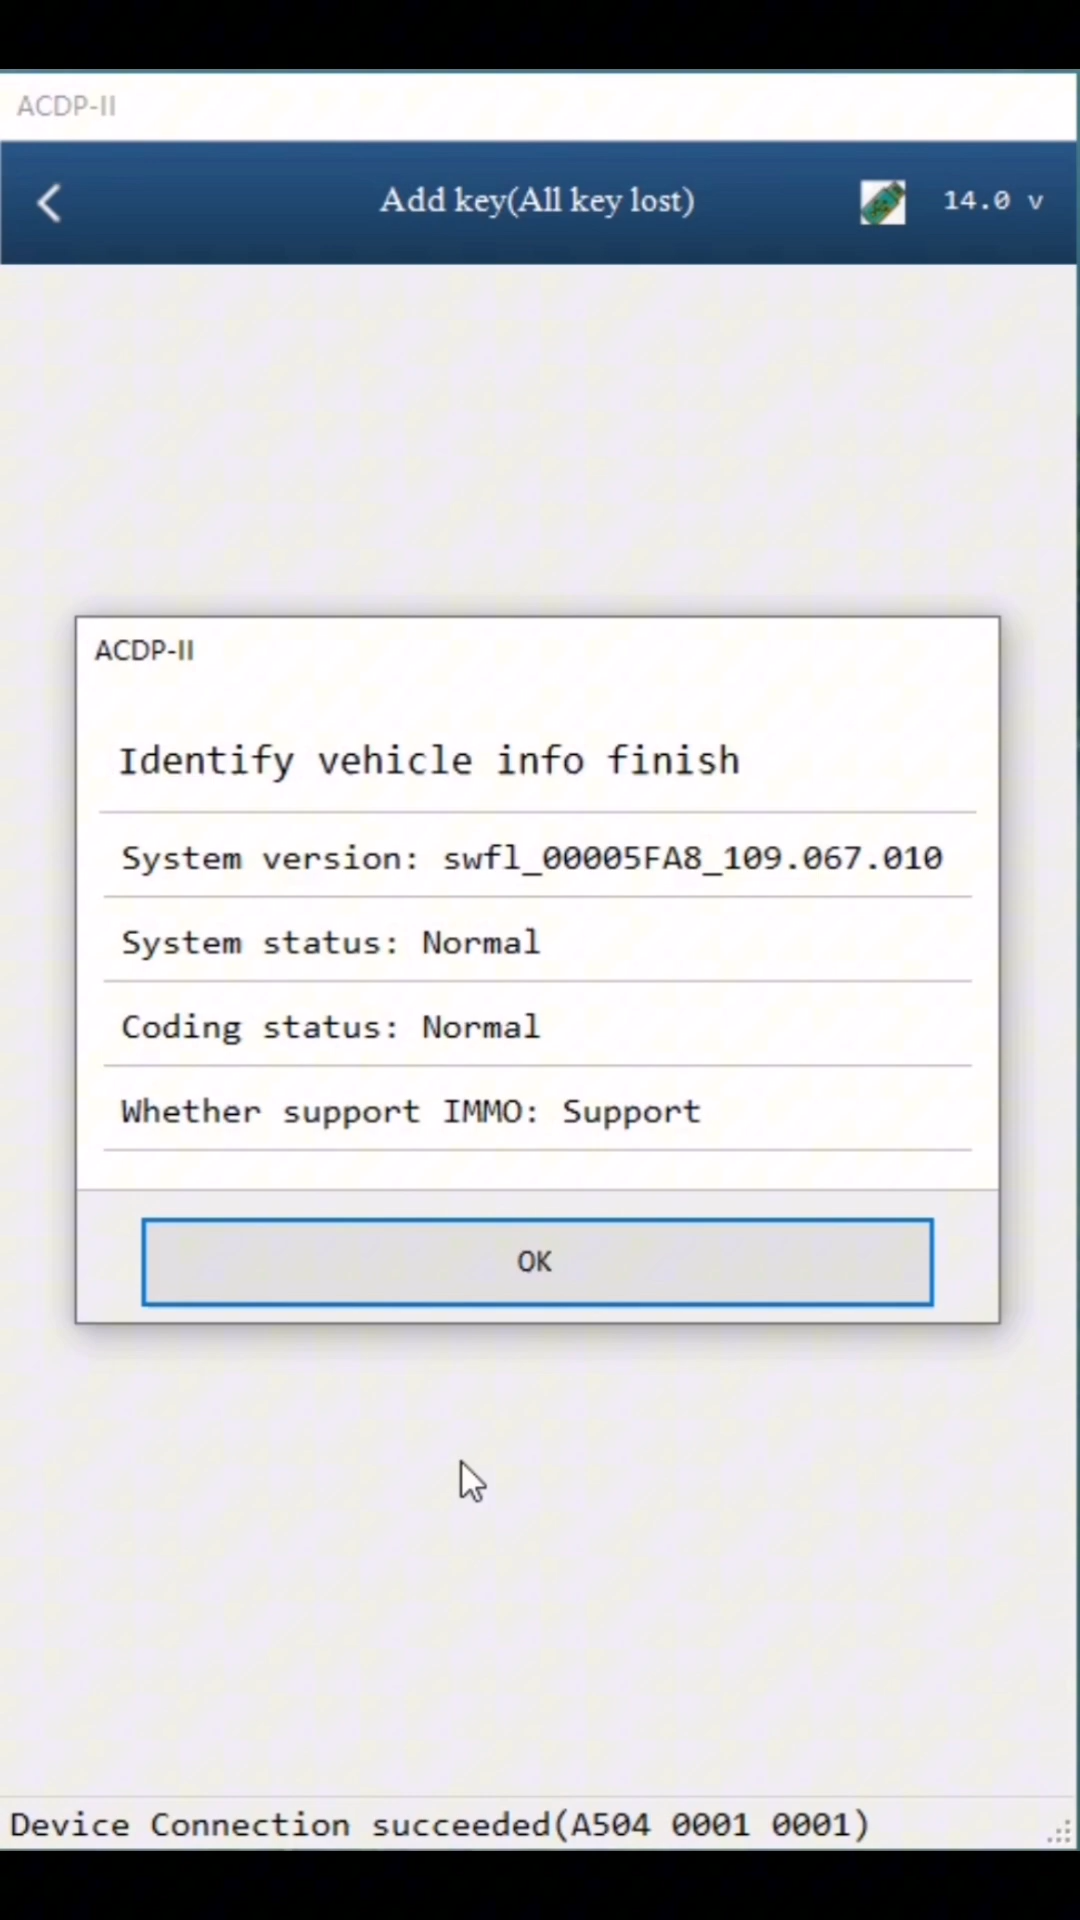 ACDP-II
Add key(All key lost)
14.0 v
ACDP-II
Identify vehicle info finish
System version: swfl_00005FA8_109.067.010
System status: Normal
Coding status: Normal
Whether support IMMO: Support
OK
Device Connection succeeded(A504 0001 0001)